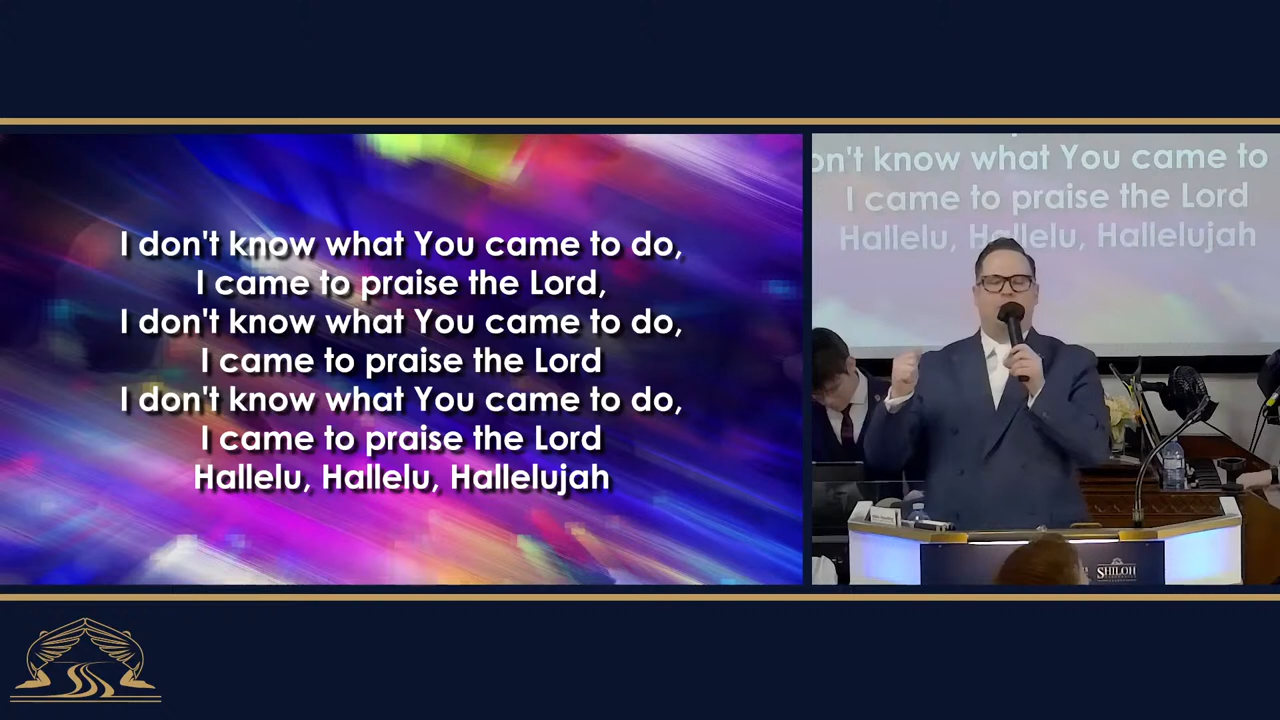 I don't know what You came to do,
I came to praise the Lord,
I don't know what You came to do,
I came to praise the Lord
I don't know what You came to do,
I came to praise the Lord
Hallelu, Hallelu, Hallelujah
on't know what You came to
I came to praise the Lord
Hallelu, Hallelu, Hallelujah
SHILOH